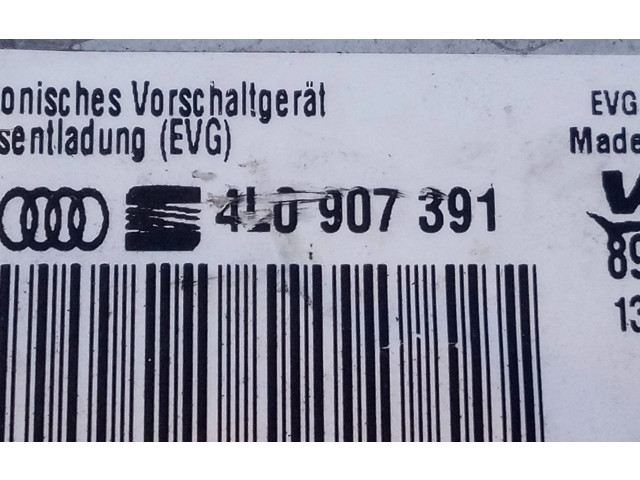 onisches Vorschaltgerät
sentladung (EVG)
4L0 907 391
EVG
Made
89
13